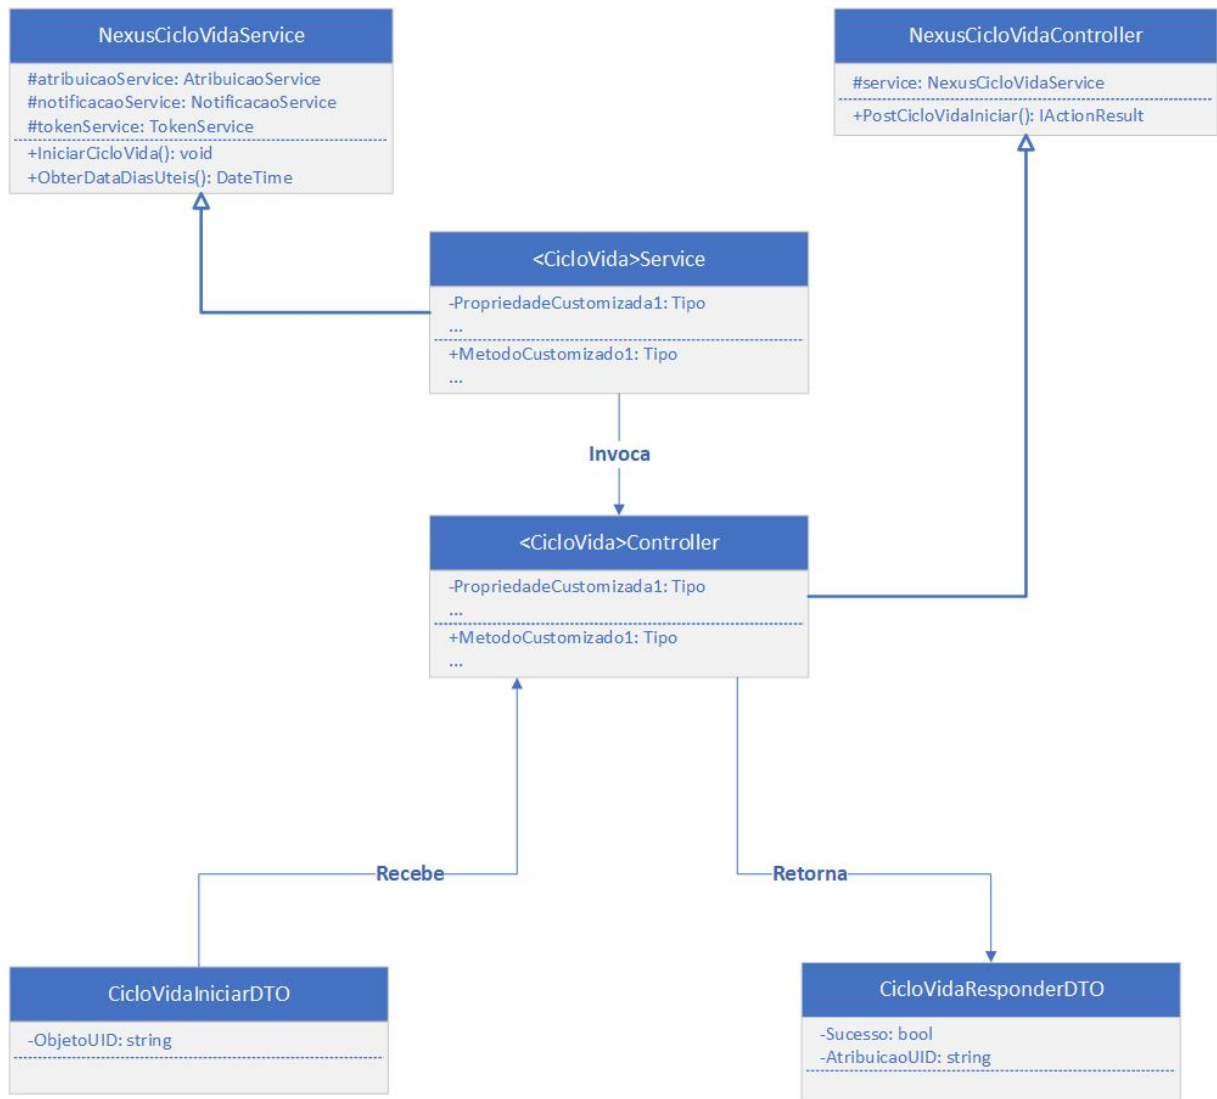 NexusCicloVidaService
#atribuicaoService: AtribuicaoService
#notificacaoService: NotificacaoService
#tokenService: TokenService
+IniciarCicloVida(): void
+ObterDataDiasUteis(): DateTime
NexusCicloVidaController
#service: NexusCicloVidaService
+PostCicloVidaIniciar(): IActionResult
<CicloVida>Service
-PropriedadeCustomizada1: Tipo
...
+MetodoCustomizado1: Tipo
...
Invoca
<CicloVida>Controller
-PropriedadeCustomizada1: Tipo
...
+MetodoCustomizado1: Tipo
...
Recebe
Retorna
CicloVidaIniciarDTO
-ObjetoUID: string
CicloVidaResponderDTO
-Sucesso: bool
-AtribuicaoUID: string